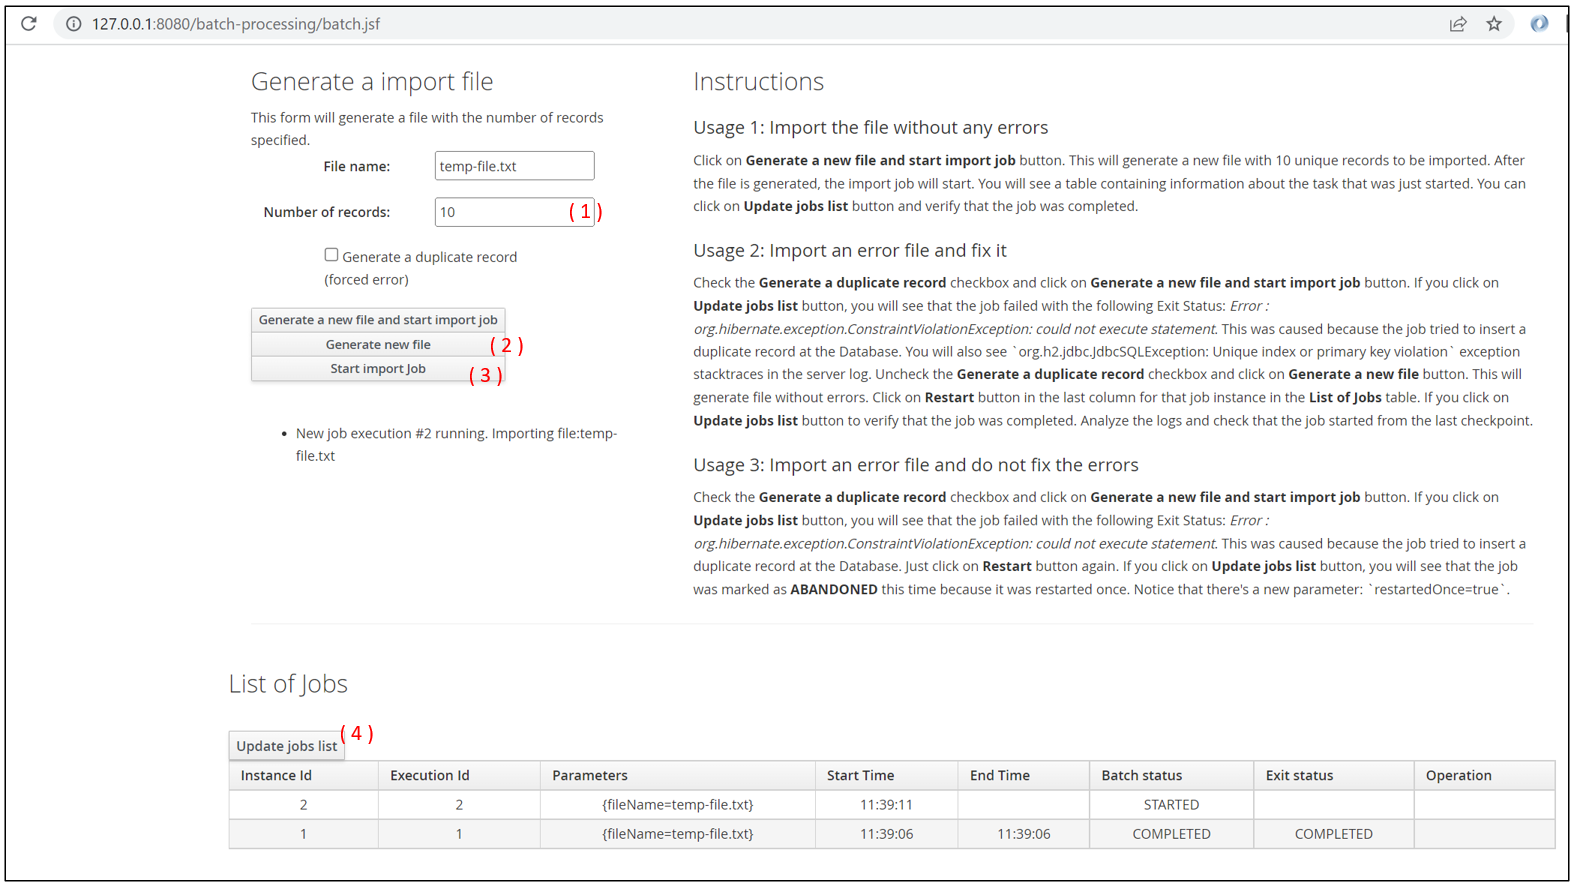 127.0.0.1:8080/batch-processing/batch.jsf
Generate a import file
This form will generate a file with the number of records
specified.
File name: temp-file.txt
Number of records: 10 ( 1 )
Generate a duplicate record
(forced error)
Generate a new file and start import job
Generate new file ( 2 )
Start import Job ( 3 )
• New job execution #2 running. Importing file:temp-
file.txt
Instructions
Usage 1: Import the file without any errors
Click on Generate a new file and start import job button. This will generate a new file with 10 unique records to be imported. After
the file is generated, the import job will start. You will see a table containing information about the task that was just started. You can
click on Update jobs list button and verify that the job was completed.
Usage 2: Import an error file and fix it
Check the Generate a duplicate record checkbox and click on Generate a new file and start import job button. If you click on
Update jobs list button, you will see that the job failed with the following Exit Status: Error :
org.hibernate.exception.ConstraintViolationException: could not execute statement. This was caused because the job tried to insert a
duplicate record at the Database. You will also see `org.h2.jdbc.JdbcSQLException: Unique index or primary key violation` exception
stacktraces in the server log. Uncheck the Generate a duplicate record checkbox and click on Generate a new file button. This will
generate file without errors. Click on Restart button in the last column for that job instance in the List of Jobs table. If you click on
Update jobs list button to verify that the job was completed. Analyze the logs and check that the job started from the last checkpoint.
Usage 3: Import an error file and do not fix the errors
Check the Generate a duplicate record checkbox and click on Generate a new file and start import job button. If you click on
Update jobs list button, you will see that the job failed with the following Exit Status: Error :
org.hibernate.exception.ConstraintViolationException: could not execute statement. This was caused because the job tried to insert a
duplicate record at the Database. Just click on Restart button again. If you click on Update jobs list button, you will see that the job
was marked as ABANDONED this time because it was restarted once. Notice that there's a new parameter: `restartedOnce=true`.
List of Jobs
Update jobs list ( 4 )
Instance Id Execution Id Parameters Start Time End Time Batch status Exit status Operation
2 2 {fileName=temp-file.txt} 11:39:11 STARTED
1 1 {fileName=temp-file.txt} 11:39:06 11:39:06 COMPLETED COMPLETED